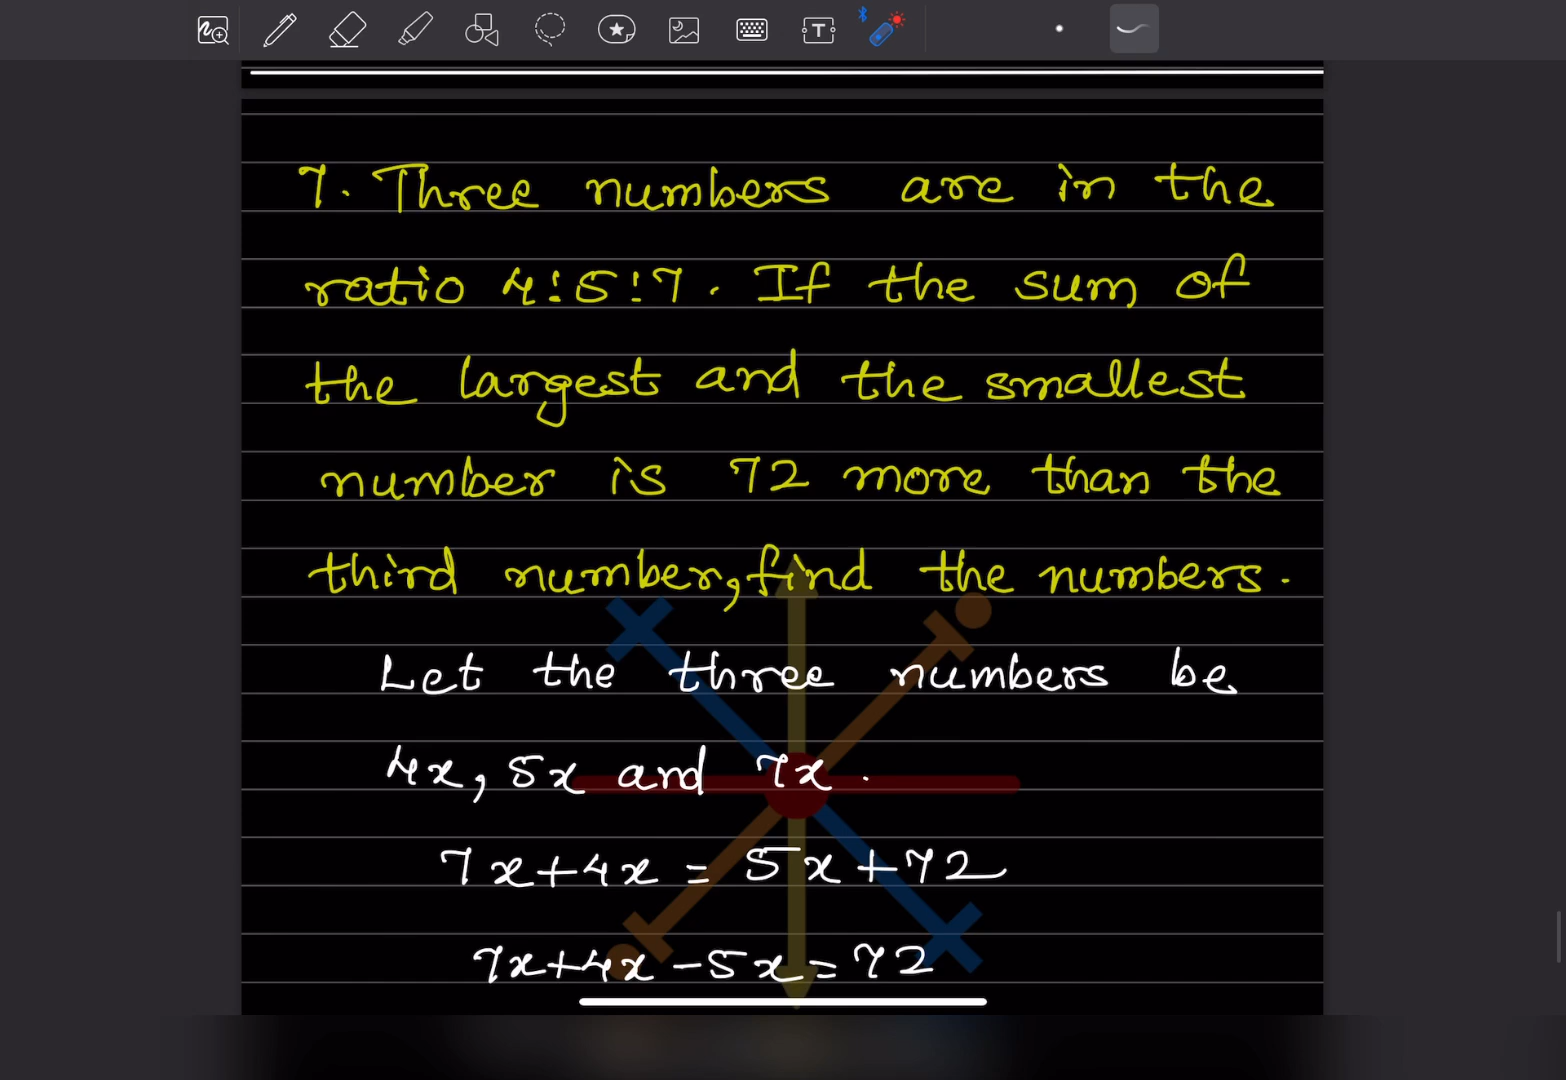 7. Three numbers are in the
ratio 4:5:7. If the sum of
the largest and the smallest
number is 72 more than the
third number, find the numbers.
Let the three numbers be
4x, 5x and 7x.
7x+4x = 5x+72
7x+4x-5x=72